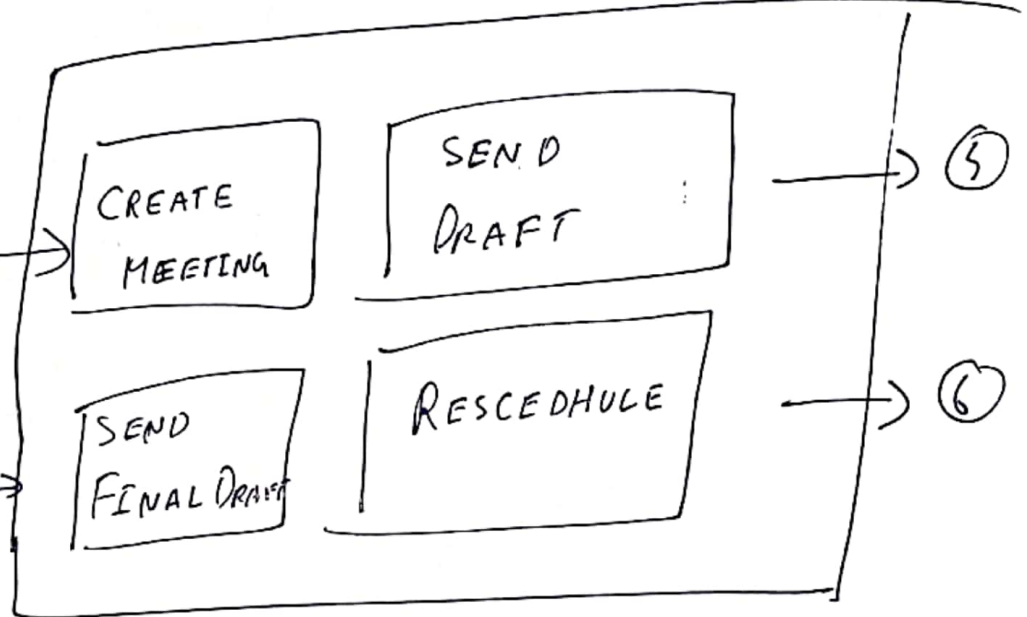 CREATE
MEETING
SEND
DRAFT
5
SEND
FINAL DRAFT
RESCEDHULE
6